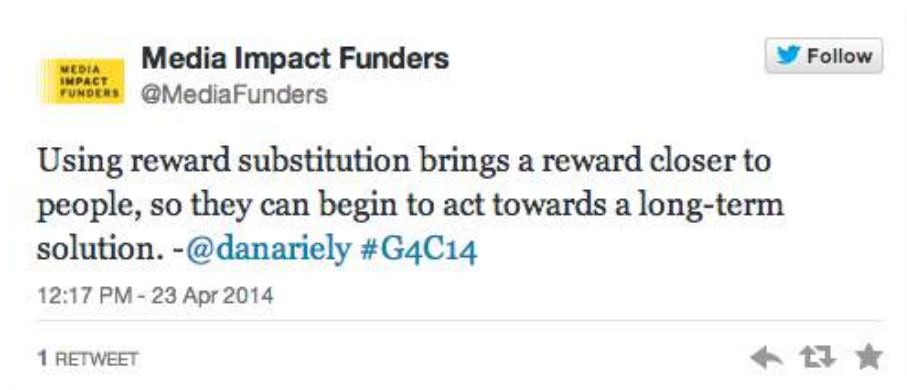 MEDIA
IMPACT
FUNDERS
Media Impact Funders
@MediaFunders
Follow
Using reward substitution brings a reward closer to
people, so they can begin to act towards a long-term
solution. -@danariely #G4C14
12:17 PM - 23 Apr 2014
1 RETWEET